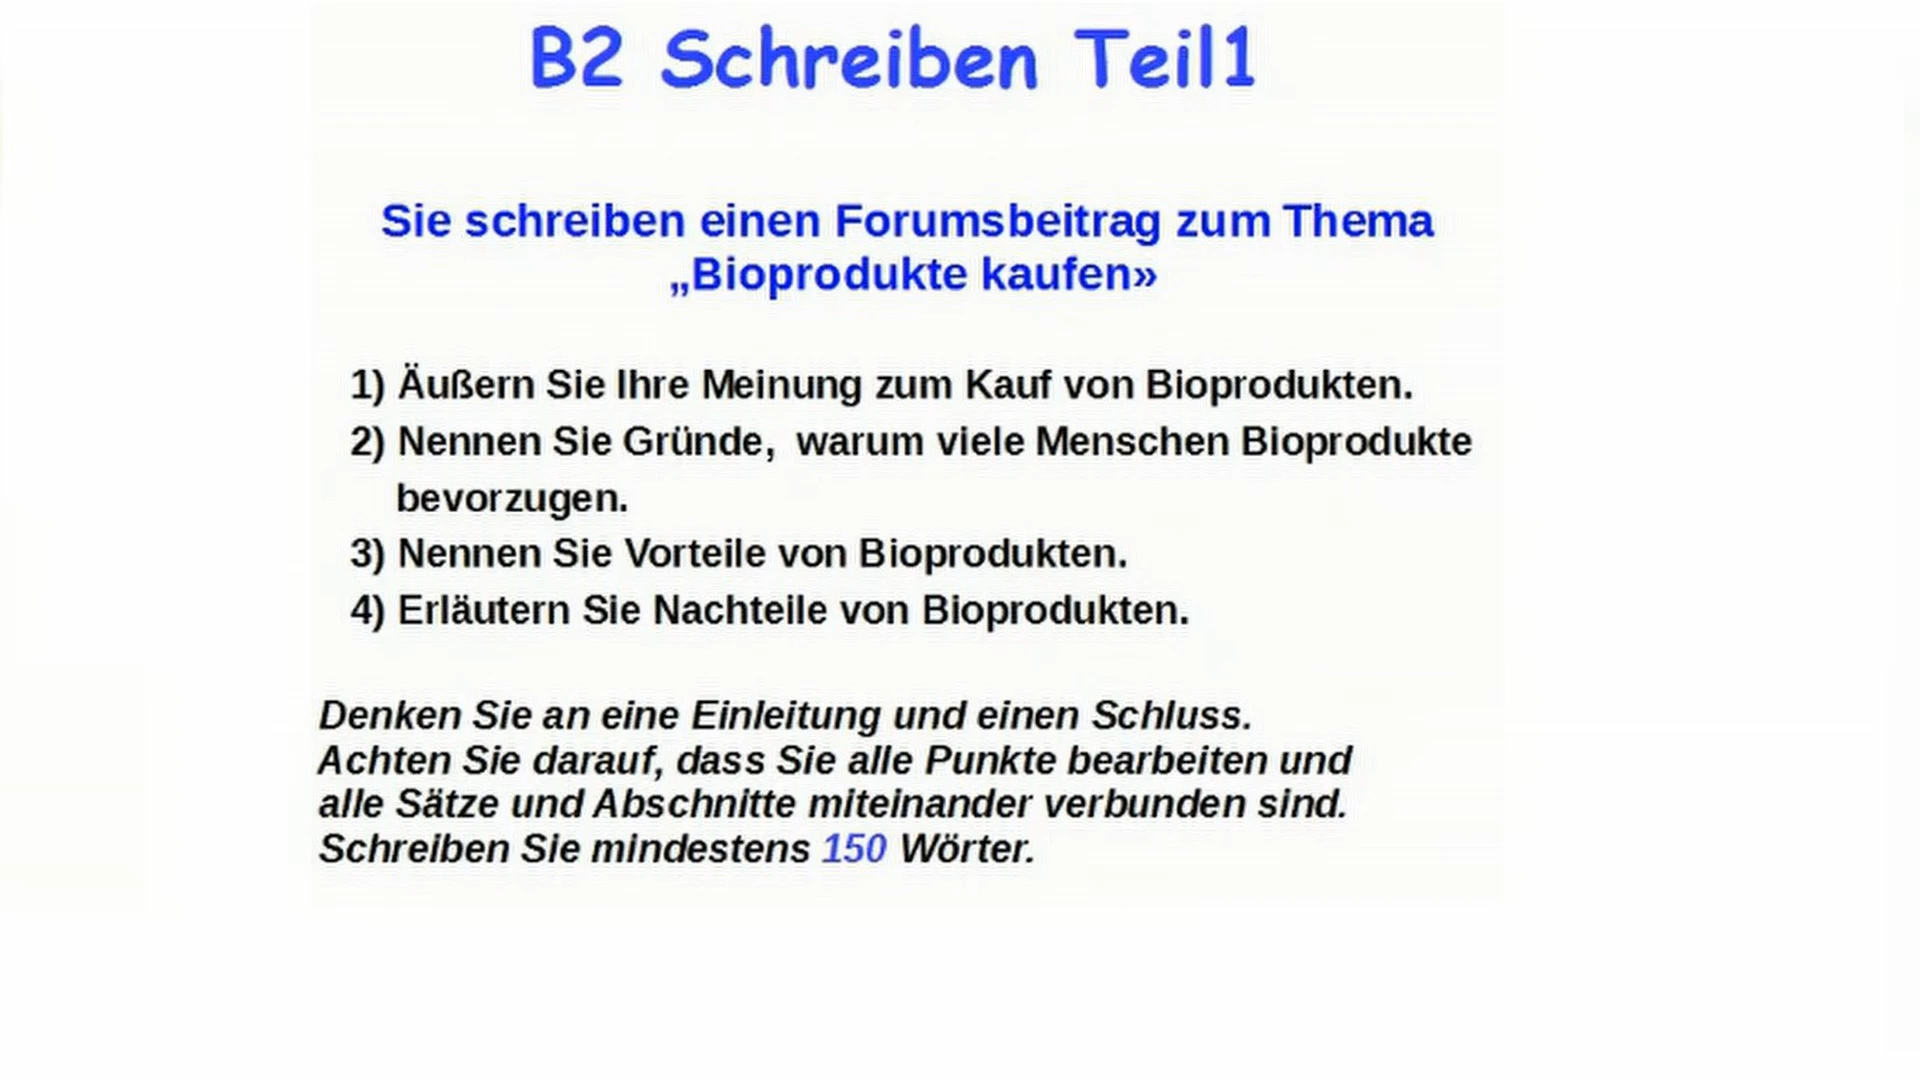 B2 Schreiben Teil1
Sie schreiben einen Forumsbeitrag zum Thema
„Bioprodukte kaufen»
1) Äußern Sie Ihre Meinung zum Kauf von Bioprodukten.
2) Nennen Sie Gründe, warum viele Menschen Bioprodukte
bevorzugen.
3) Nennen Sie Vorteile von Bioprodukten.
4) Erläutern Sie Nachteile von Bioprodukten.
Denken Sie an eine Einleitung und einen Schluss.
Achten Sie darauf, dass Sie alle Punkte bearbeiten und
alle Sätze und Abschnitte miteinander verbunden sind.
Schreiben Sie mindestens 150 Wörter.